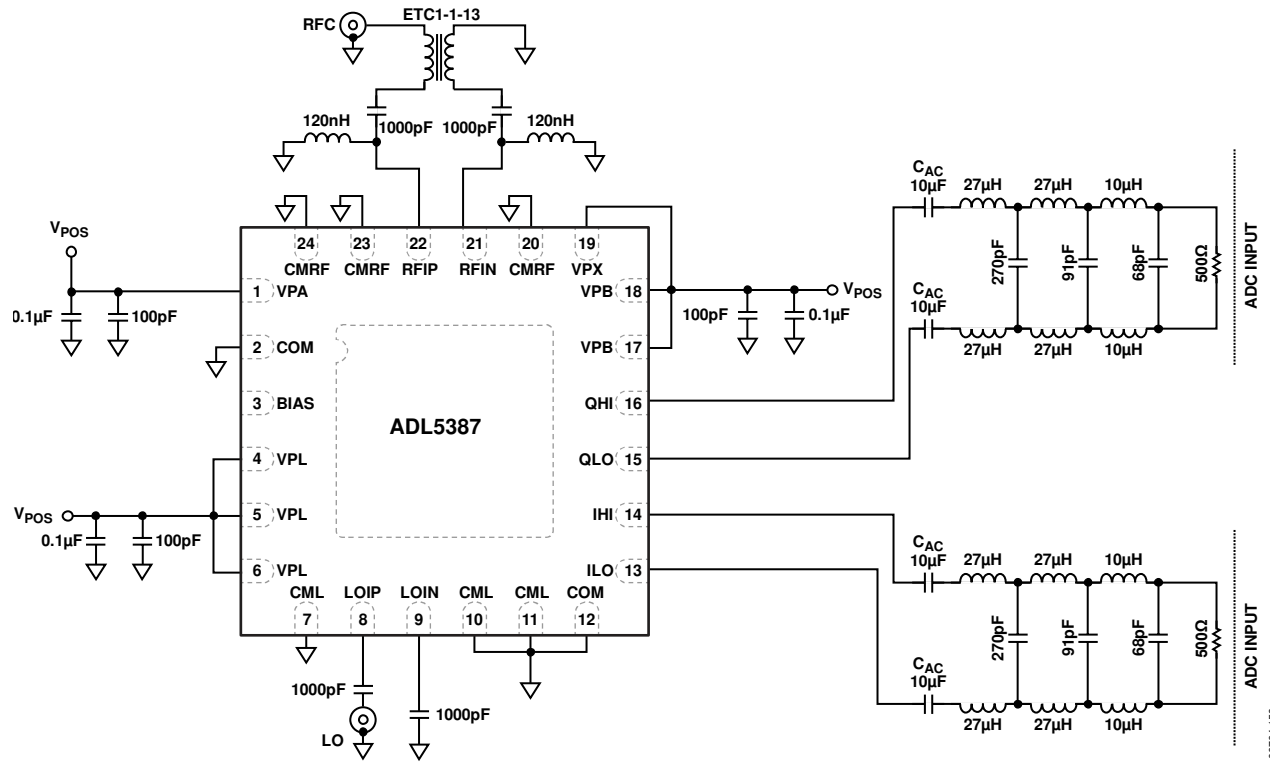 RFC
ETC1-1-13
120nH
1000pF
1000pF
120nH
24
CMRF
23
CMRF
22
RFIP
21
RFIN
20
CMRF
19
VPX
VPOS
1 VPA
0.1µF
100pF
2 COM
3 BIAS
4 VPL
VPOS
5 VPL
0.1µF
100pF
6 VPL
ADL5387
VPB 18
VPOS
100pF
0.1µF
VPB 17
QHI 16
QLO 15
IHI 14
ILO 13
CML
7
LOIP
8
LOIN
9
CML
10
CML
11
COM
12
1000pF
LO
1000pF
CAC
10µF
27µH
27µH
10µH
270pF
91pF
68pF
500Ω
ADC INPUT
CAC
10µF
27µH
27µH
10µH
CAC
10µF
27µH
27µH
10µH
270pF
91pF
68pF
500Ω
ADC INPUT
CAC
10µF
27µH
27µH
10µH